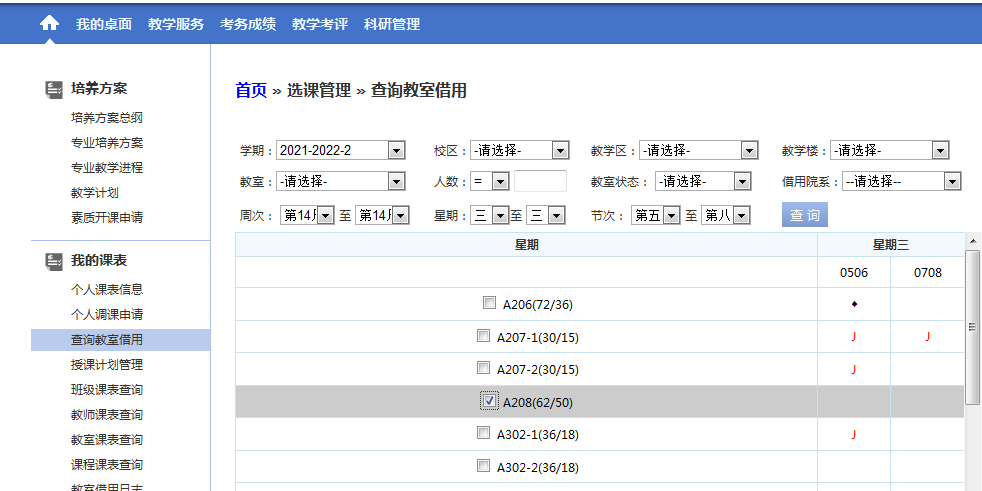 我的桌面 教学服务 考务成绩 教学考评 科研管理
培养方案
培养方案总纲
专业培养方案
专业教学进程
教学计划
素质开课申请
我的课表
个人课表信息
个人调课申请
查询教室借用
授课计划管理
班级课表查询
教师课表查询
教室课表查询
课程课表查询
教室借用日志
首页 » 选课管理 » 查询教室借用
学期: 2021-2022-2 校区: -请选择- 教学区: -请选择- 教学楼: -请选择-
教室: -请选择- 人数: = 教室状态: -请选择- 借用院系: --请选择--
周次: 第14 至 第14 星期: 三 至 三 节次: 第五 至 第八 查 询
星期 星期三
0506 0708
A206(72/36) ◆
A207-1(30/15) J J
A207-2(30/15) J
A208(62/50)
A302-1(36/18) J
A302-2(36/18)